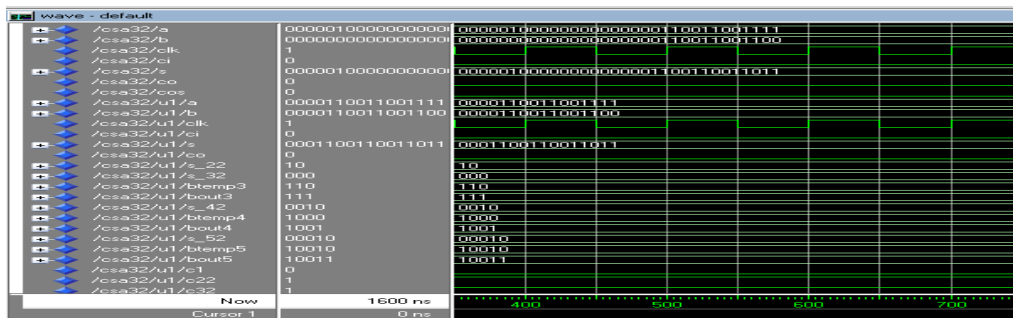 wave - default
/csa32/a 0000010000000000 00000100000000000000110011001111
/csa32/b 0000000000000000 00000000000000000000110011001100
/csa32/clk 1
/csa32/ci 0
/csa32/s 0000010000000000 00000100000000000001100110011011
/csa32/co 0
/csa32/cos 0
/csa32/u1/a 0000110011001111 0000110011001111
/csa32/u1/b 0000110011001100 0000110011001100
/csa32/u1/clk 1
/csa32/u1/ci 0
/csa32/u1/s 0001100110011011 0001100110011011
/csa32/u1/co 0
/csa32/u1/s_22 10 10
/csa32/u1/s_32 000 000
/csa32/u1/btemp3 110 110
/csa32/u1/bout3 111 111
/csa32/u1/s_42 0010 0010
/csa32/u1/btemp4 1000 1000
/csa32/u1/bout4 1001 1001
/csa32/u1/s_52 00010 00010
/csa32/u1/btemp5 10010 10010
/csa32/u1/bout5 10011 10011
/csa32/u1/c1 0
/csa32/u1/c22 1
/csa32/u1/c32 1
Now 1600 ns 400 500 600 700
Cursor 1 0 ns